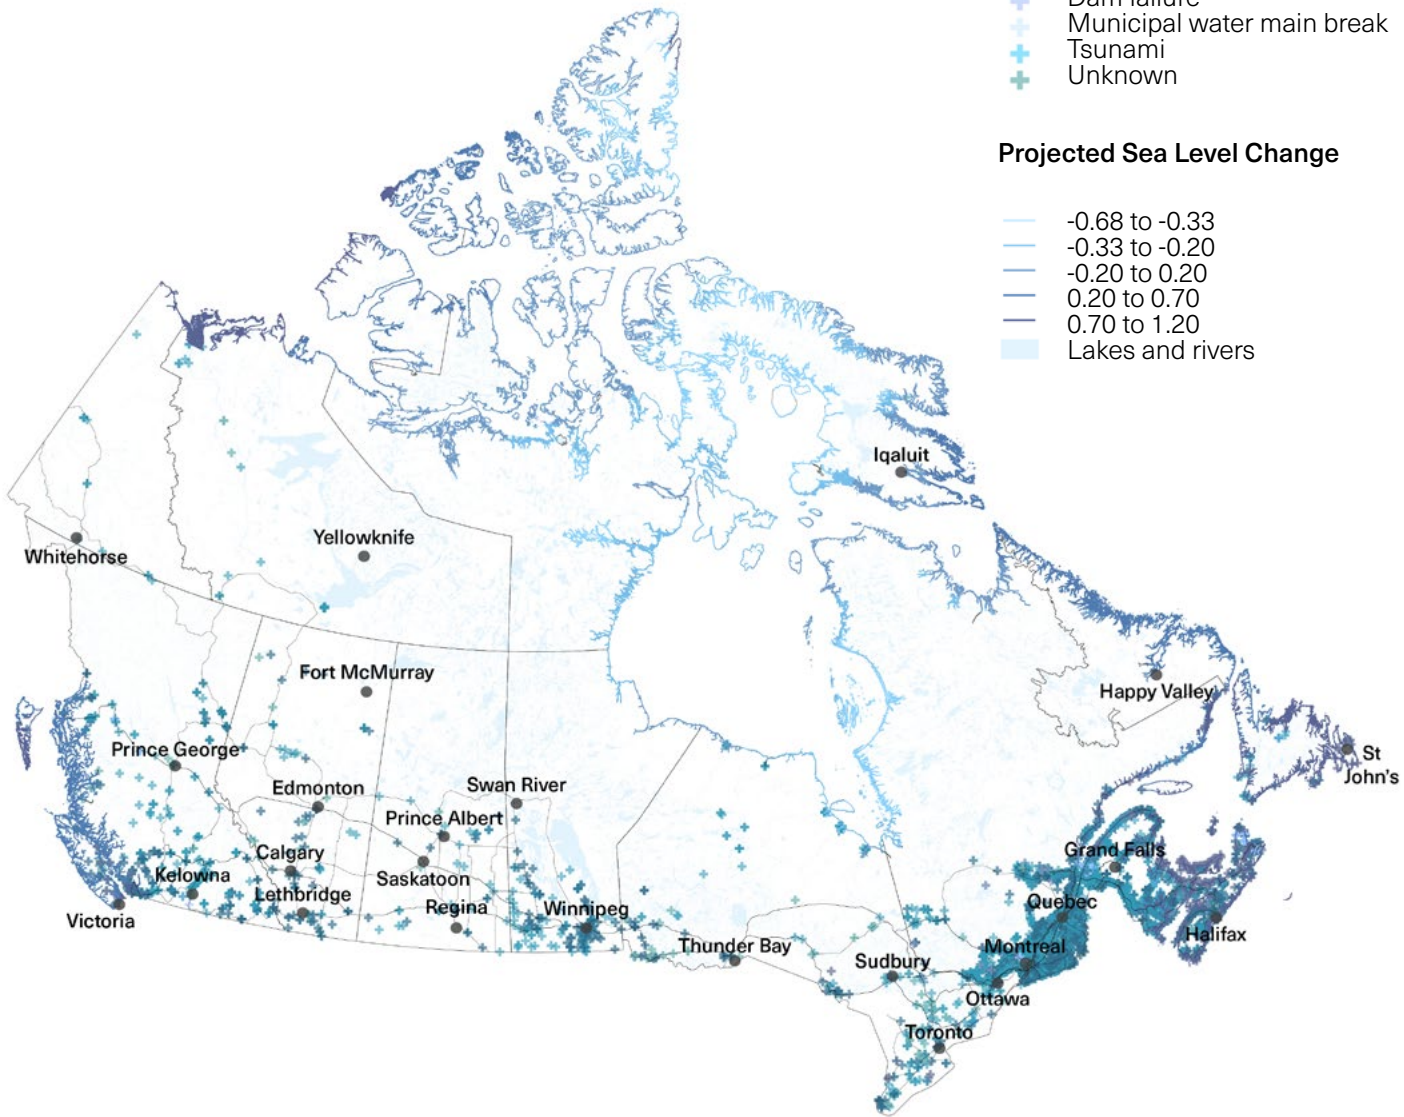 Dam failure
Municipal water main break
Tsunami
Unknown
Projected Sea Level Change
-0.68 to -0.33
-0.33 to -0.20
-0.20 to 0.20
0.20 to 0.70
0.70 to 1.20
Lakes and rivers
Iqaluit
Yellowknife
Whitehorse
Fort McMurray
Happy Valley
Prince George
St
John's
Edmonton
Swan River
Prince Albert
Calgary
Grand Falls
Kelowna
Saskatoon
Lethbridge
Quebec
Regina
Winnipeg
Victoria
Halifax
Thunder Bay
Montreal
Sudbury
Ottawa
Toronto